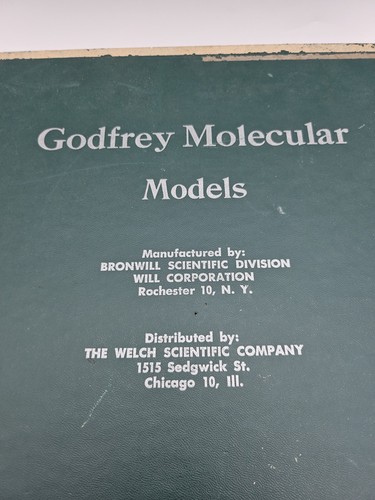 Godfrey Molecular
Models
Manufactured by:
BRONWILL SCIENTIFIC DIVISION
WILL CORPORATION
Rochester 10, N. Y.
Distributed by:
THE WELCH SCIENTIFIC COMPANY
1515 Sedgwick St.
Chicago 10, Ill.